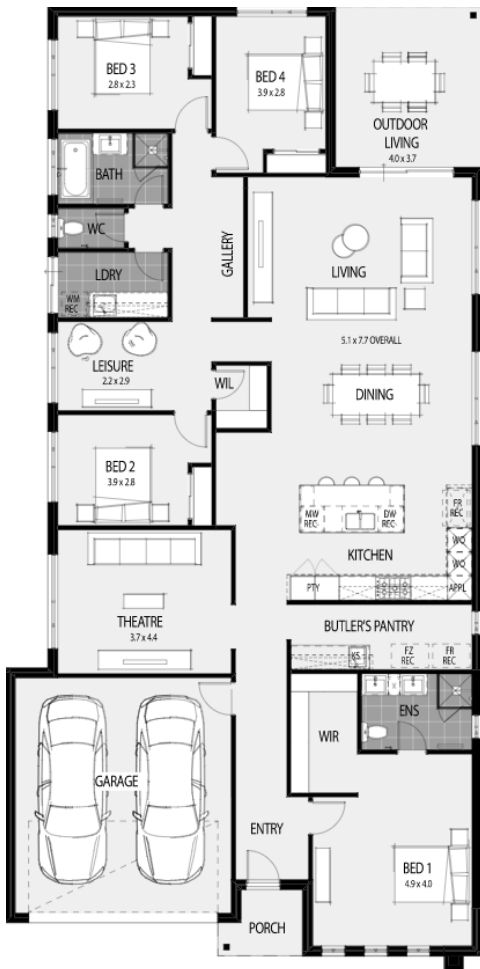 BED 3
2.8 x 2.3
BED 4
3.9 x 2.8
OUTDOOR
LIVING
4.0 x 3.7
BATH
WC
GALLERY
LDRY
WM
REC
LIVING
5.1 x 7.7 OVERALL
LEISURE
2.2 x 2.9
WIL
DINING
BED 2
3.9 x 2.8
MW
REC
DW
REC
FR
REC
WO
WO
KITCHEN
PTY
APPL
THEATRE
3.7 x 4.4
BUTLER'S PANTRY
KS
FZ
REC
FR
REC
ENS
WIR
GARAGE
ENTRY
BED 1
4.9 x 4.0
PORCH